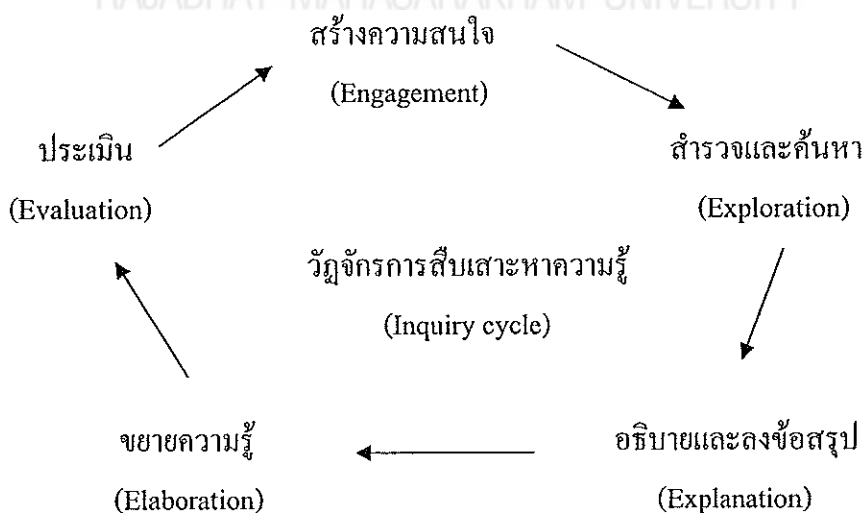 สร้างความสนใจ
(Engagement)
สำรวจและค้นหา
(Exploration)
อธิบายและลงข้อสรุป
(Explanation)
ขยายความรู้
(Elaboration)
ประเมิน
(Evaluation)
วัฏจักรการสืบเสาะหาความรู้
(Inquiry cycle)